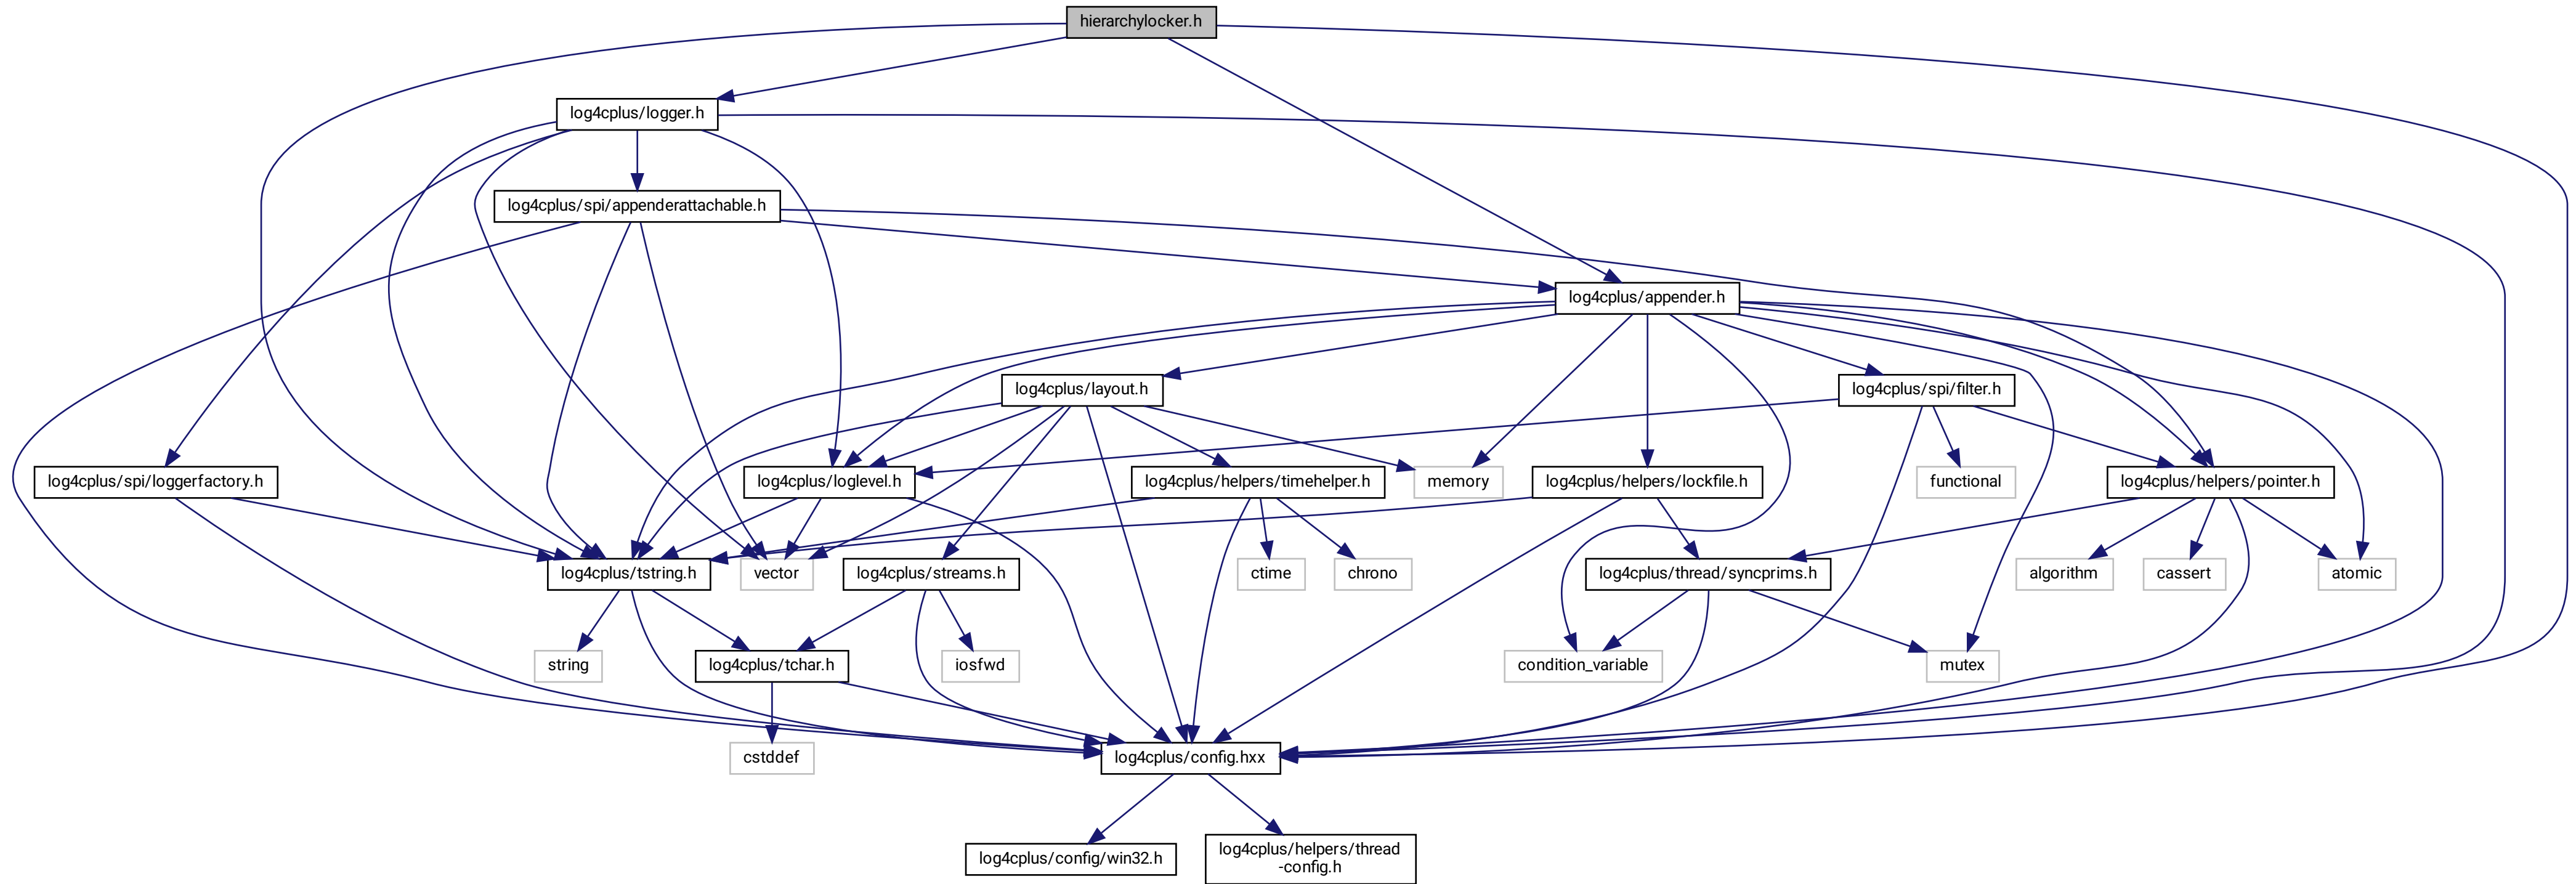 hierarchylocker.h
log4cplus/logger.h
log4cplus/spi/appenderattachable.h
log4cplus/appender.h
log4cplus/layout.h
log4cplus/spi/filter.h
log4cplus/spi/loggerfactory.h
log4cplus/loglevel.h
log4cplus/helpers/timehelper.h
memory
log4cplus/helpers/lockfile.h
functional
log4cplus/helpers/pointer.h
log4cplus/tstring.h
vector
log4cplus/streams.h
ctime
chrono
log4cplus/thread/syncprims.h
algorithm
cassert
atomic
string
log4cplus/tchar.h
iosfwd
condition_variable
mutex
cstddef
log4cplus/config.hxx
log4cplus/config/win32.h
log4cplus/helpers/thread
-config.h